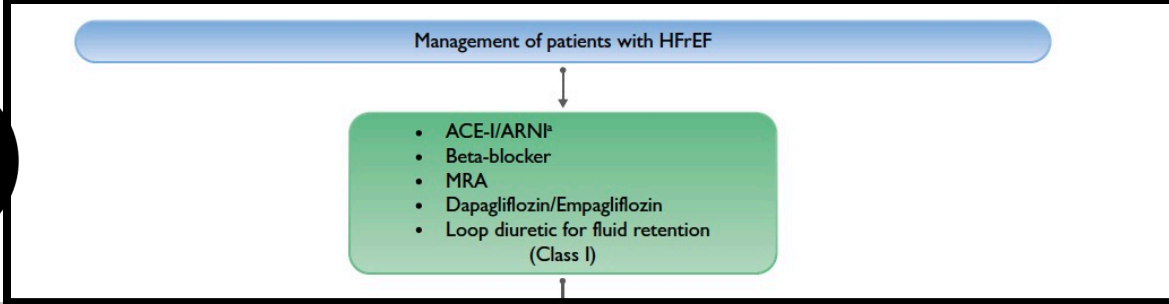 Management of patients with HFrEF
• ACE-I/ARNIᵃ
• Beta-blocker
• MRA
• Dapagliflozin/Empagliflozin
• Loop diuretic for fluid retention
(Class I)